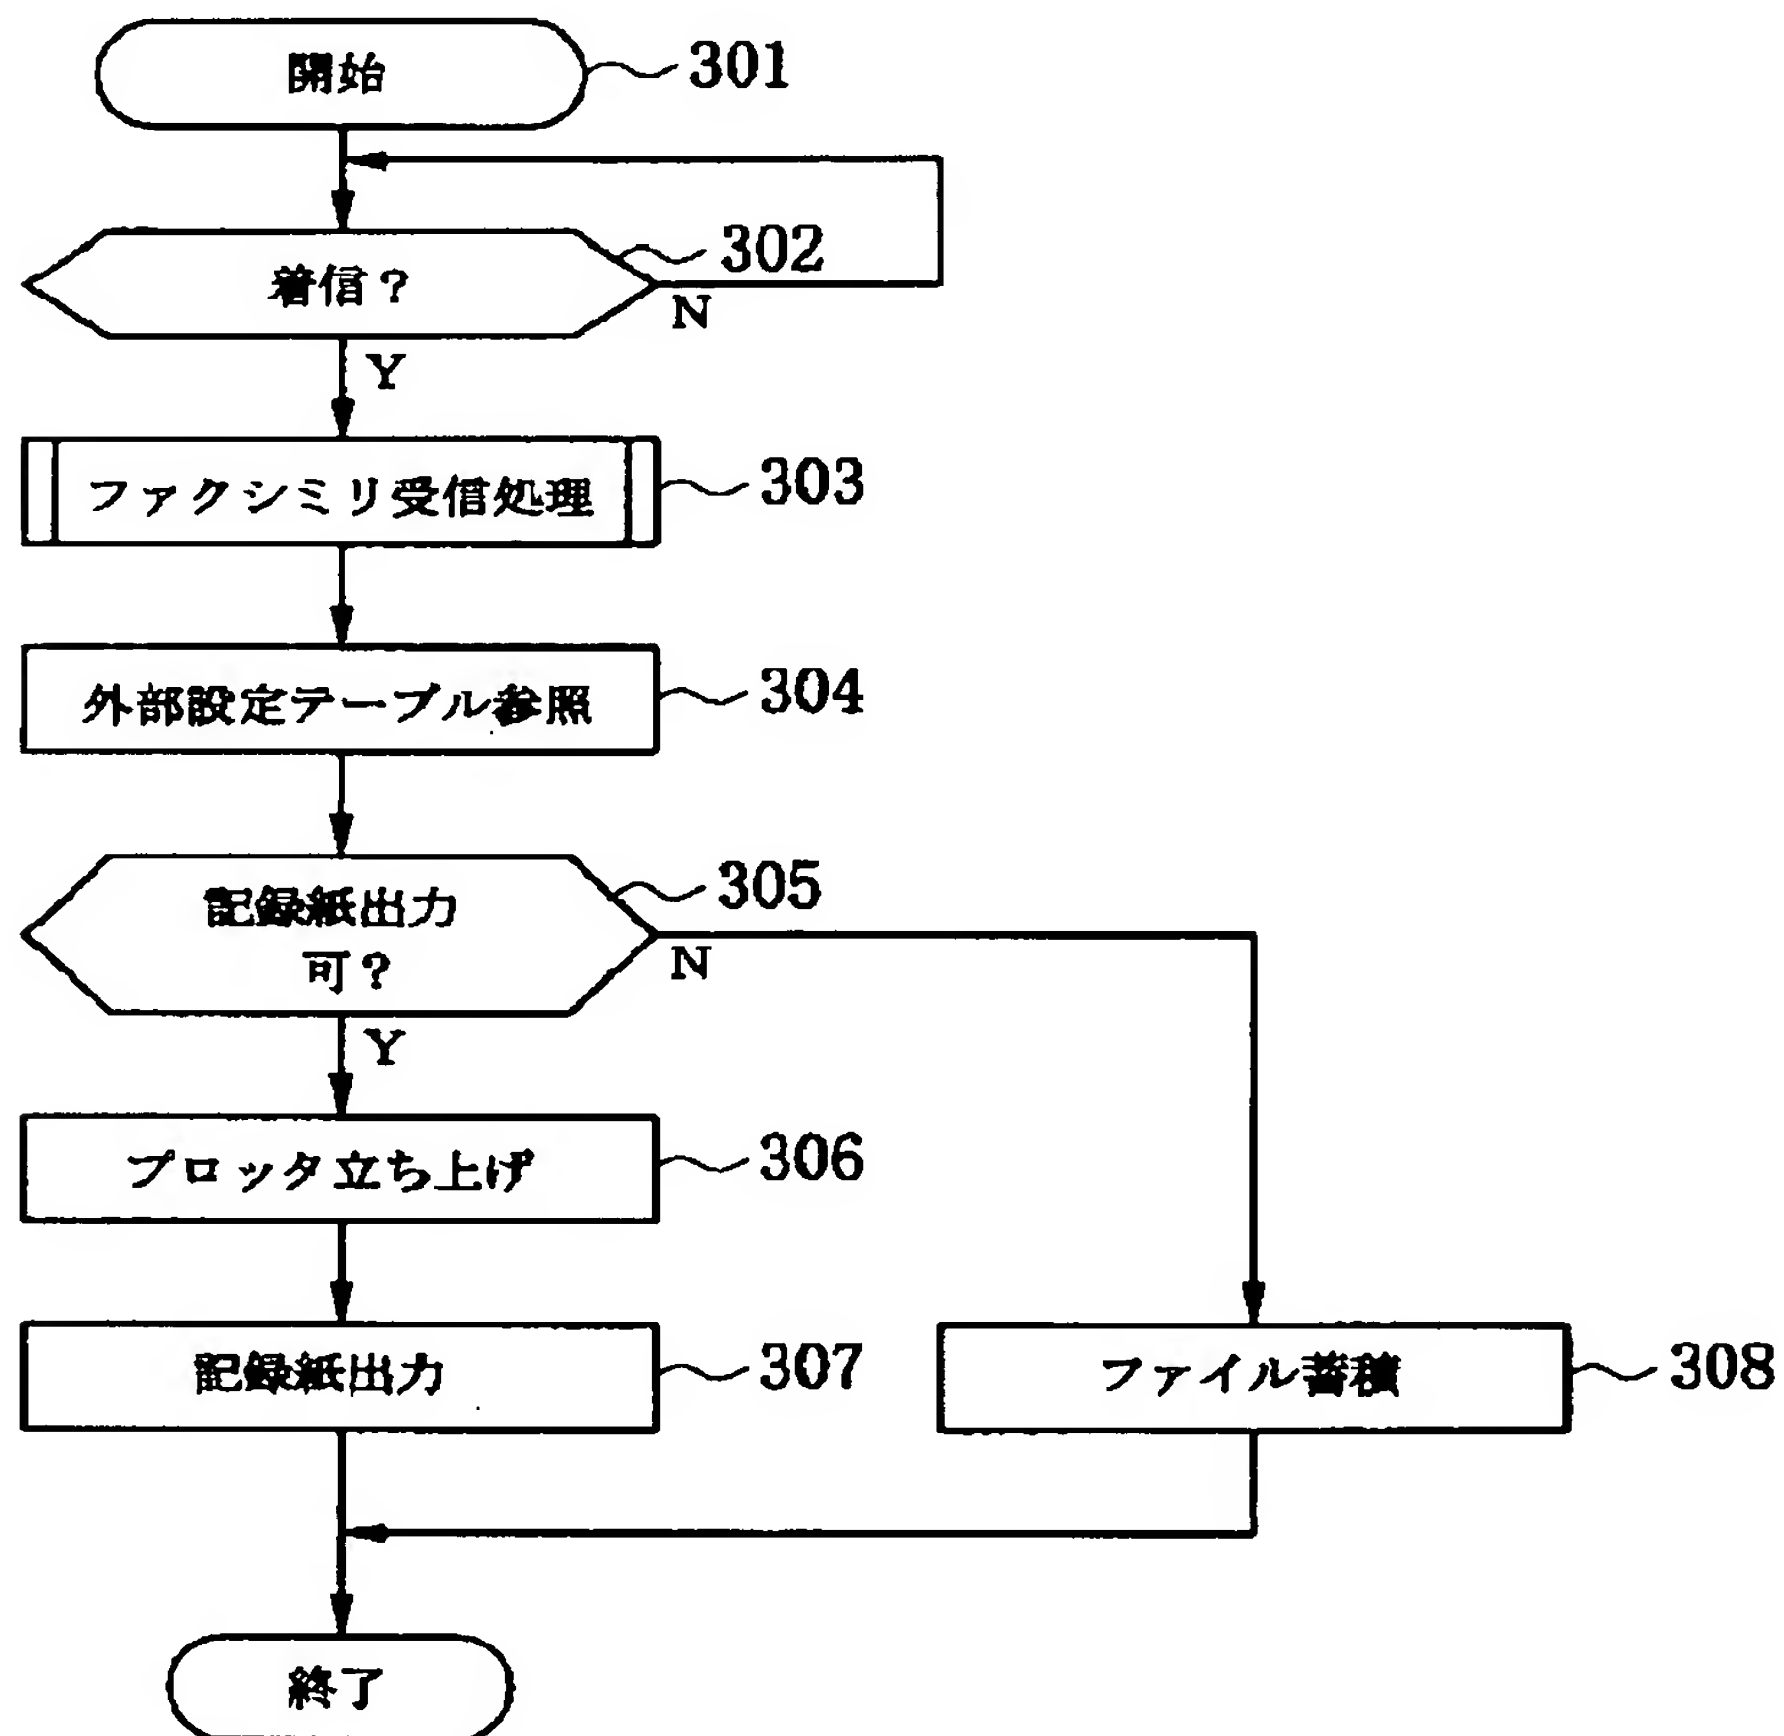 開始
301
着信?
302
N
Y
ファクシミリ受信処理
303
外部設定テーブル参照
304
記録紙出力
可?
305
N
Y
プロッタ立ち上げ
306
記録紙出力
307
ファイル蓄積
308
終了